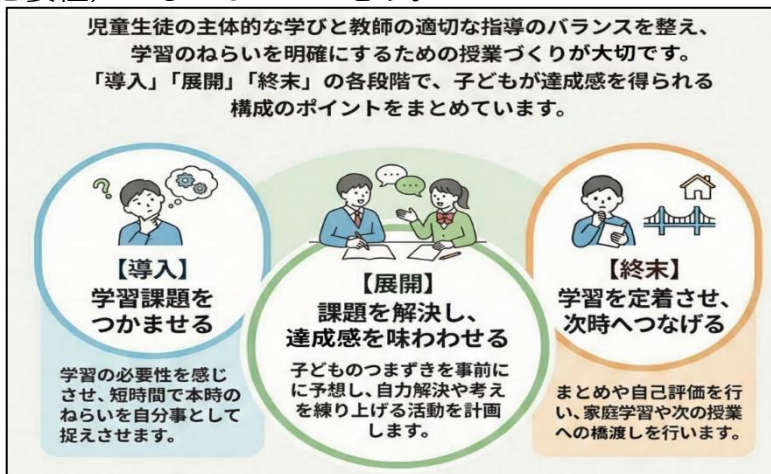 児童生徒の主体的な学びと教師の適切な指導のバランスを整え、
学習のねらいを明確にするための授業づくりが大切です。
「導入」「展開」「終末」の各段階で、子どもが達成感を得られる
構成のポイントをまとめています。
?
【導入】
学習課題を
つかませる
学習の必要性を感じ
させ、短時間で本時の
ねらいを自分事として
捉えさせます。
【展開】
課題を解決し、
達成感を味わわせる
子どものつまずきを事前に
に予想し、自力解決や考え
を練り上げる活動を計画
します。
【終末】
学習を定着させ、
次時へつなげる
まとめや自己評価を行
い、家庭学習や次の授業
への橋渡しを行います。